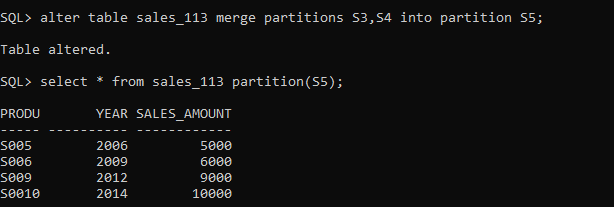 SQL> alter table sales_113 merge partitions S3,S4 into partition S5;
Table altered.
SQL> select * from sales_113 partition(S5);
PRODU       YEAR SALES_AMOUNT
----- ---------- ------------
S005        2006         5000
S006        2009         6000
S009        2012         9000
S0010       2014        10000